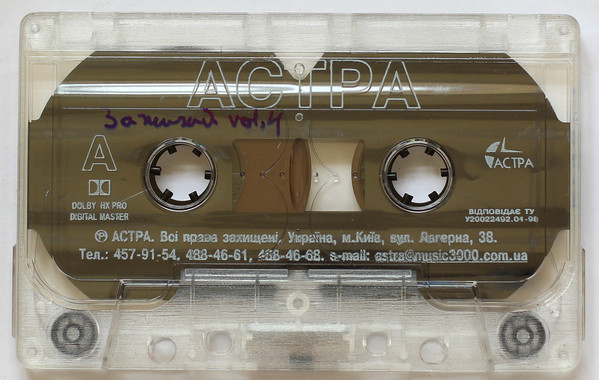 АСТРА
Зажигай vol.4
A
АСТРА
DOLBY HX PRO
DIGITAL MASTER
ВІДПОВІДАЄ ТУ
У20022492.04-98
℗ АСТРА. Всі права захищені, Україна, м.Київ, вул. Лагерна, 38.
Тел.: 457-91-54, 488-46-61, 488-46-68. e-mail: astra@music3000.com.ua